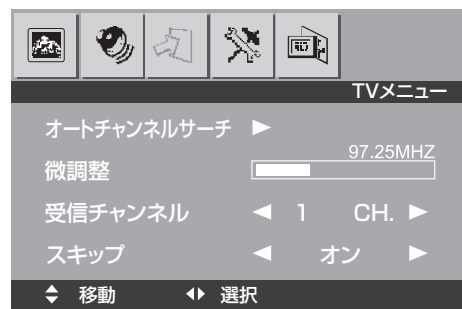 TVメニュー
オートチャンネルサーチ ▶
97.25MHZ
微調整
受信チャンネル ◀ 1 CH. ▶
スキップ ◀ オン ▶
移動 選択